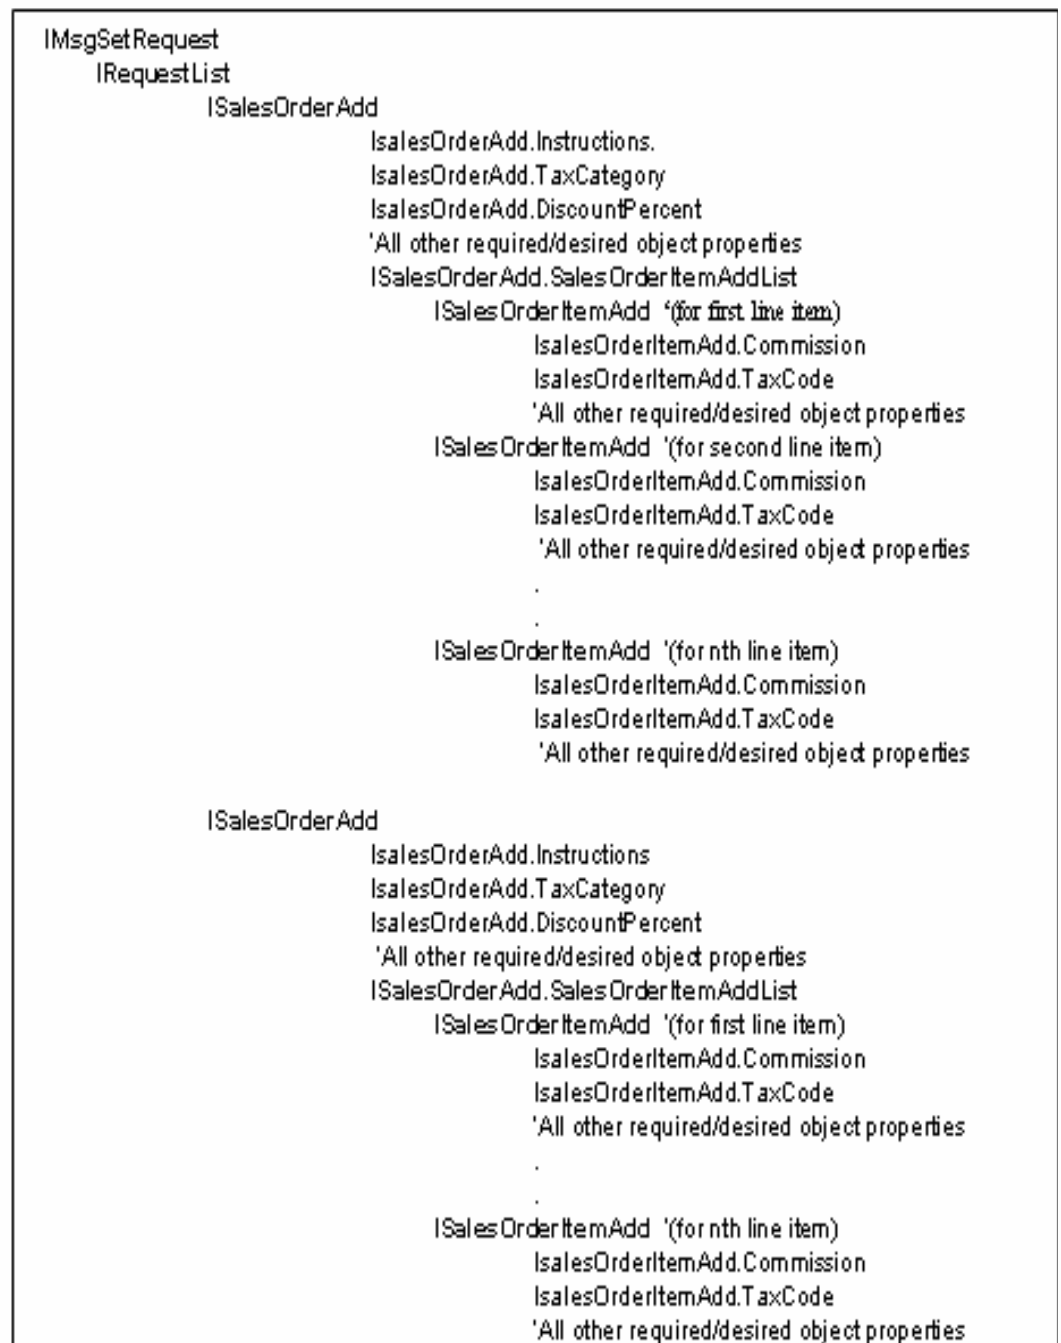 IMsgSetRequest
IRequestList
ISalesOrderAdd
IsalesOrderAdd.Instructions.
IsalesOrderAdd.TaxCategory
IsalesOrderAdd.DiscountPercent
'All other required/desired object properties
ISalesOrderAdd.SalesOrderItemAddList
ISalesOrderItemAdd ‘(for first line item)
IsalesOrderItemAdd.Commission
IsalesOrderItemAdd.TaxCode
'All other required/desired object properties
ISalesOrderItemAdd '(for second line item)
IsalesOrderItemAdd.Commission
IsalesOrderItemAdd.TaxCode
'All other required/desired object properties
.
.
ISalesOrderItemAdd '(for nth line item)
IsalesOrderItemAdd.Commission
IsalesOrderItemAdd.TaxCode
'All other required/desired object properties
ISalesOrderAdd
IsalesOrderAdd.Instructions
IsalesOrderAdd.TaxCategory
IsalesOrderAdd.DiscountPercent
'All other required/desired object properties
ISalesOrderAdd.SalesOrderItemAddList
ISalesOrderItemAdd '(for first line item)
IsalesOrderItemAdd.Commission
IsalesOrderItemAdd.TaxCode
'All other required/desired object properties
.
.
ISalesOrderItemAdd '(for nth line item)
IsalesOrderItemAdd.Commission
IsalesOrderItemAdd.TaxCode
'All other required/desired object properties